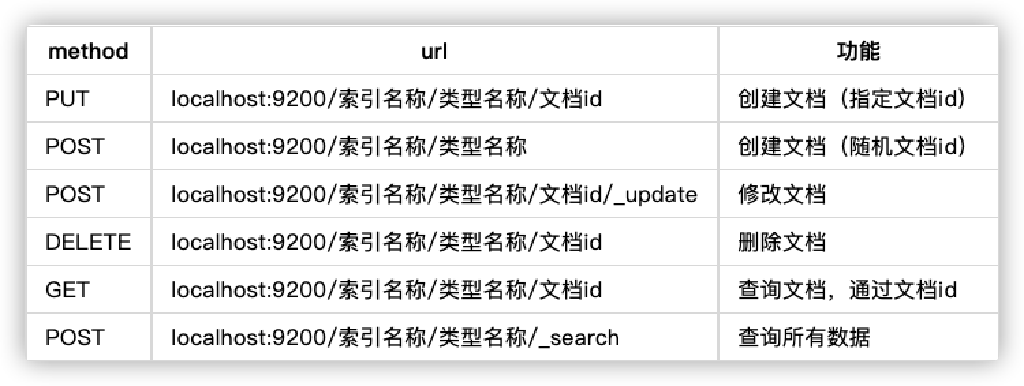 method url 功能
PUT localhost:9200/索引名称/类型名称/文档id 创建文档（指定文档id）
POST localhost:9200/索引名称/类型名称 创建文档（随机文档id）
POST localhost:9200/索引名称/类型名称/文档id/_update 修改文档
DELETE localhost:9200/索引名称/类型名称/文档id 删除文档
GET localhost:9200/索引名称/类型名称/文档id 查询文档，通过文档id
POST localhost:9200/索引名称/类型名称/_search 查询所有数据